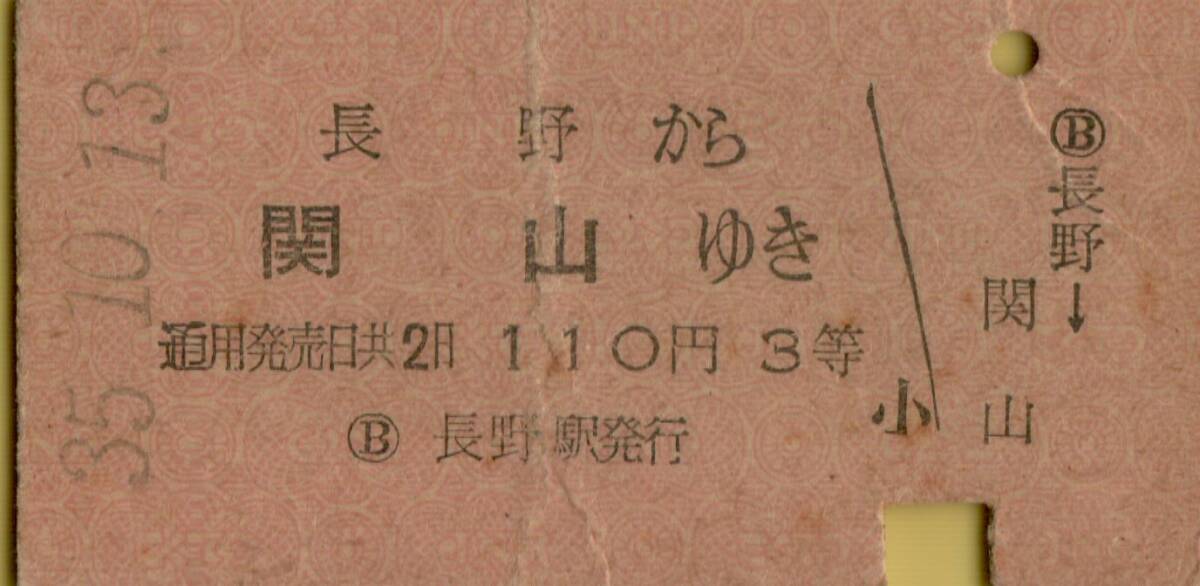 35.10.13.
長野から
関山ゆき
通用発売日共2日 110円 3等
Ⓑ 長野駅発行
小
Ⓑ長野→
関山